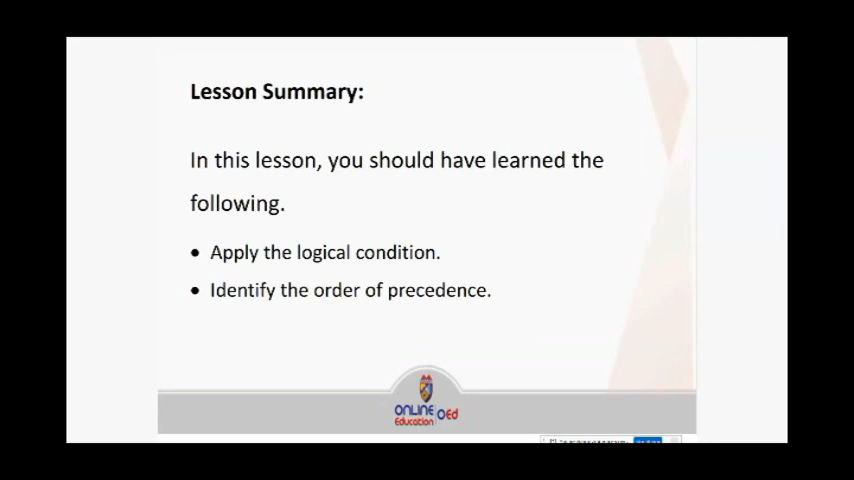 Lesson Summary:
In this lesson, you should have learned the
following.
• Apply the logical condition.
• Identify the order of precedence.
ONLINE OEd
Education